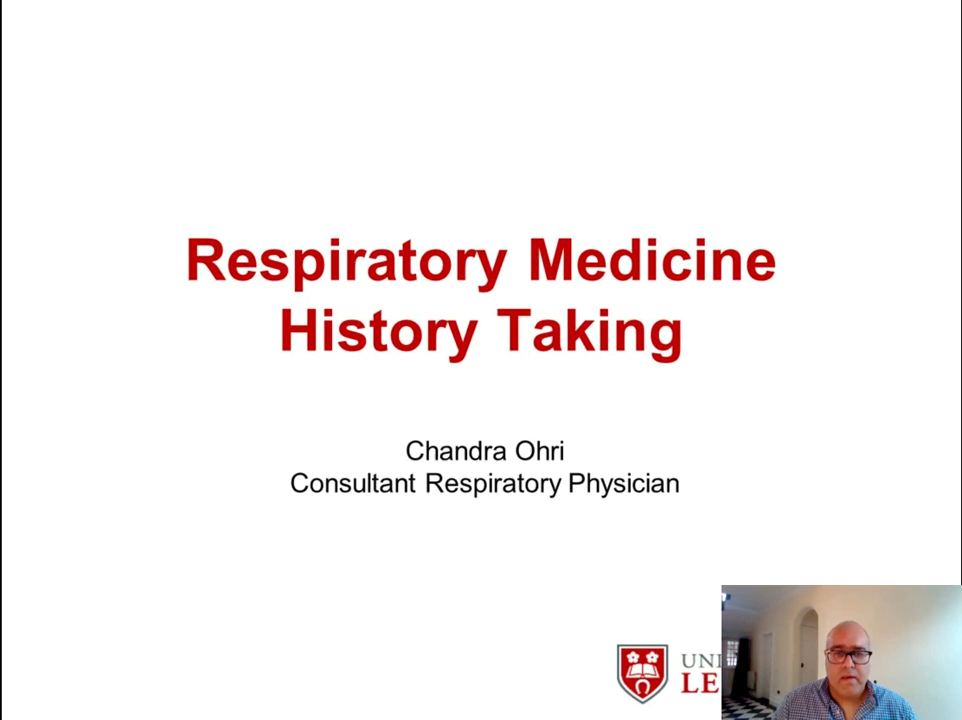 Respiratory Medicine
History Taking
Chandra Ohri
Consultant Respiratory Physician